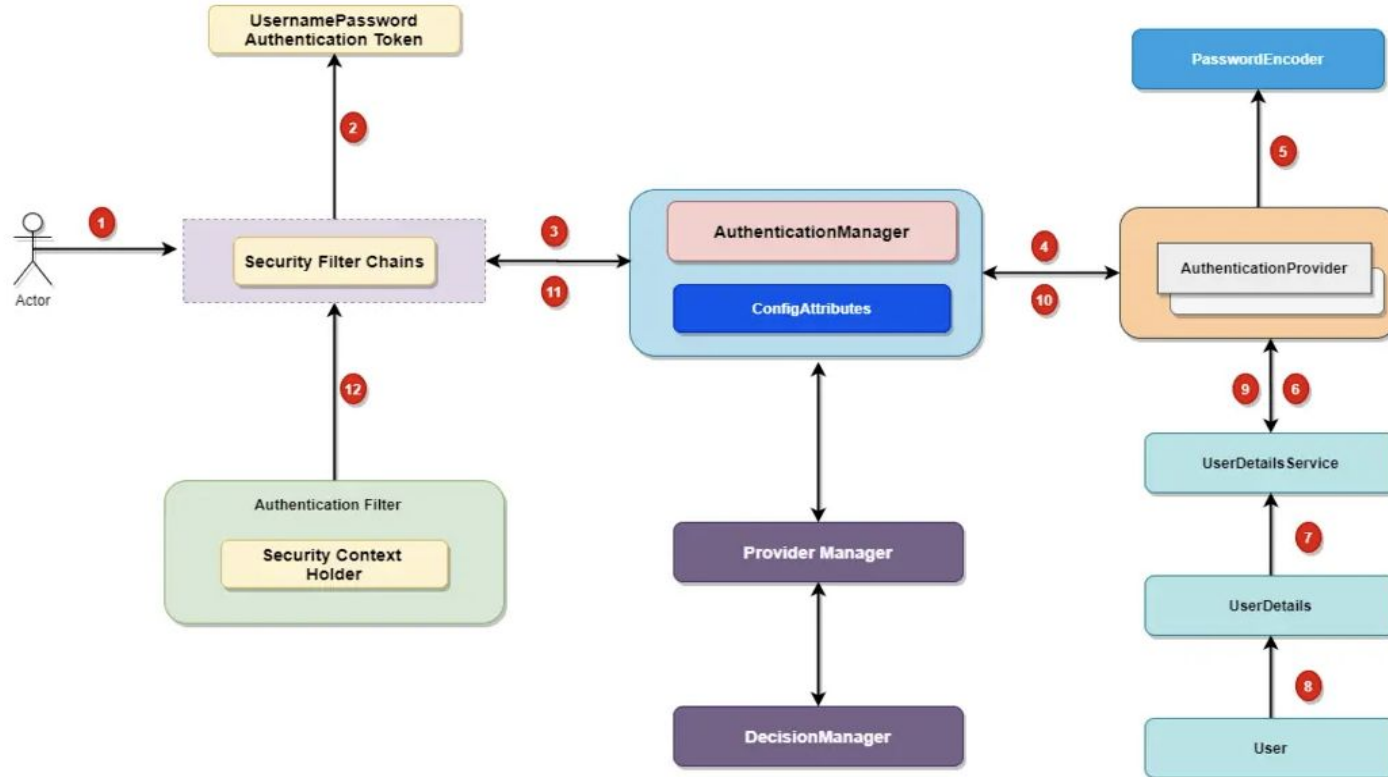 UsernamePassword
Authentication Token
PasswordEncoder
2
5
1
3
4
AuthenticationManager
Security Filter Chains
AuthenticationProvider
11
10
ConfigAttributes
Actor
12
9
6
UserDetailsService
Authentication Filter
Security Context
Holder
7
Provider Manager
UserDetails
8
DecisionManager
User